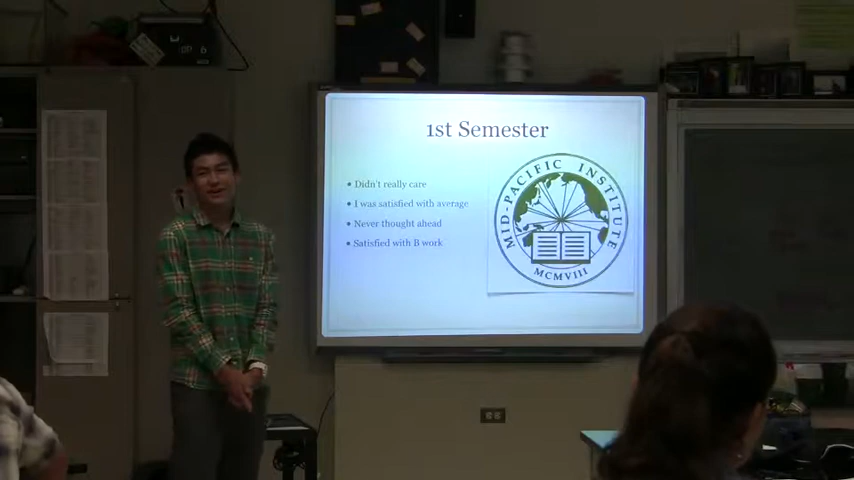 1st Semester
• Didn't really care
• I was satisfied with average
• Never thought ahead
• Satisfied with B work
MID-PACIFIC INSTITUTE
MCMVIII